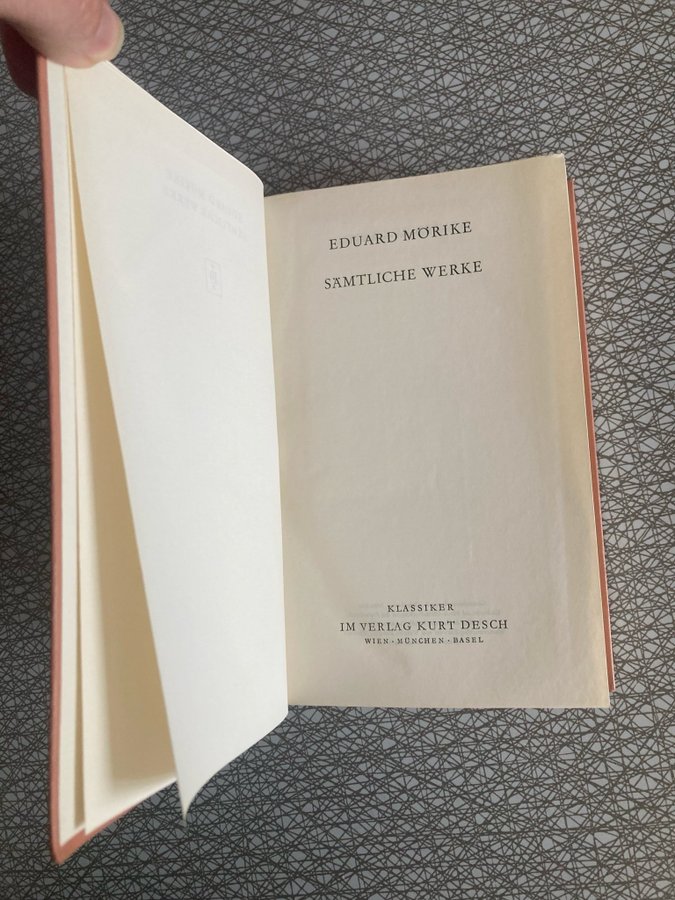 EDUARD MÖRIKE
SÄMTLICHE WERKE
KLASSIKER
IM VERLAG KURT DESCH
WIEN · MÜNCHEN · BASEL